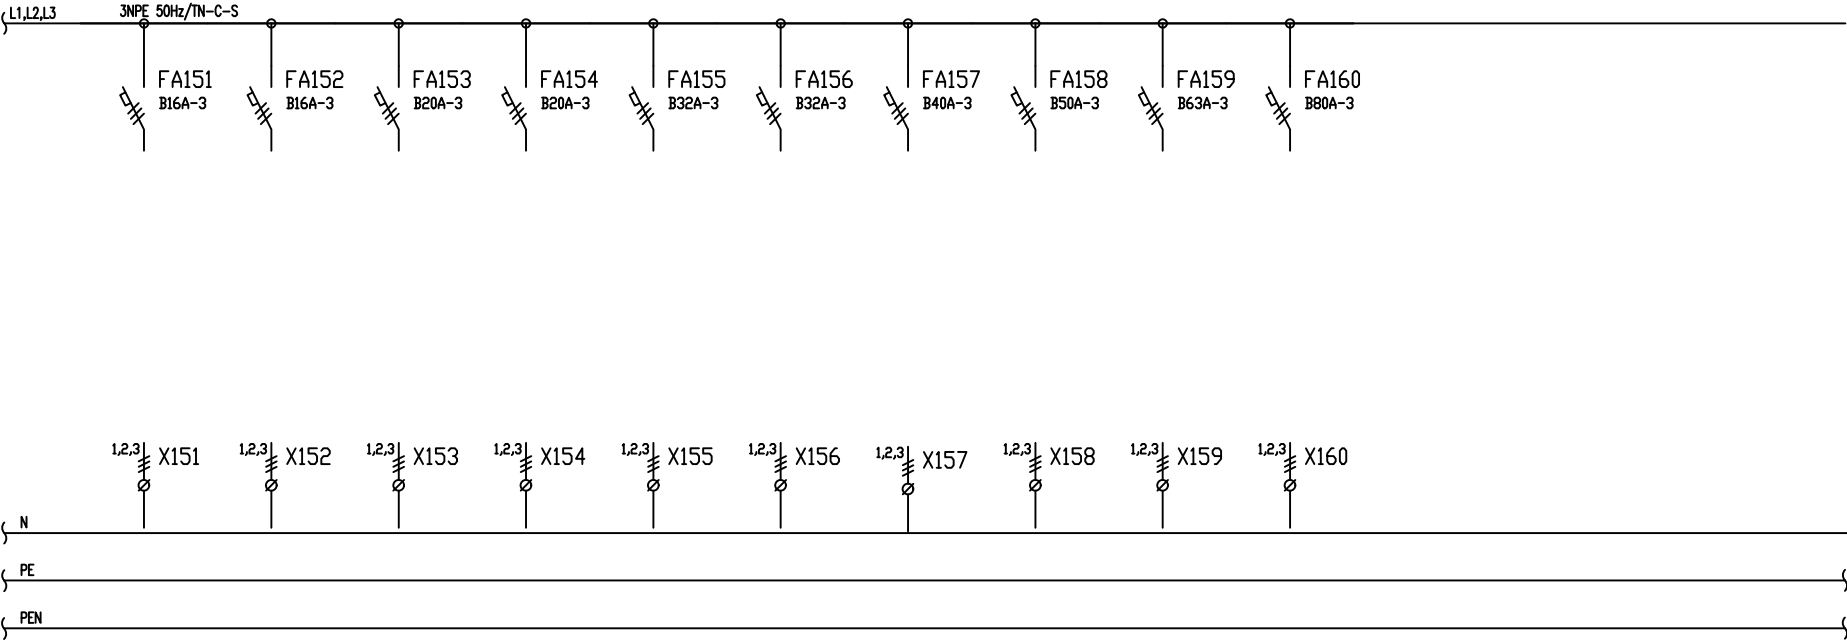 L1,L2,L3 3NPE 50Hz/TN-C-S
FA151 FA152 FA153 FA154 FA155 FA156 FA157 FA158 FA159 FA160
B16A-3 B16A-3 B20A-3 B20A-3 B32A-3 B32A-3 B40A-3 B50A-3 B63A-3 B80A-3
1,2,3 X151 1,2,3 X152 1,2,3 X153 1,2,3 X154 1,2,3 X155 1,2,3 X156 1,2,3 X157 1,2,3 X158 1,2,3 X159 1,2,3 X160
N
PE
PEN